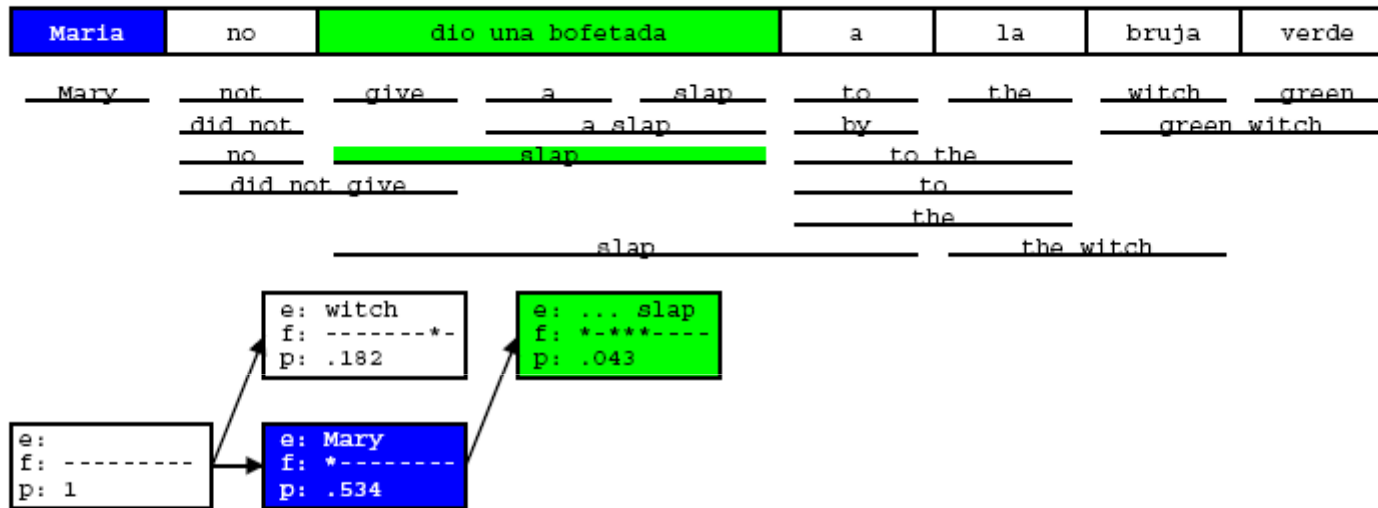 Maria no dio una bofetada a la bruja verde
Mary not give a slap to the witch green
did not a slap by green witch
no slap to the
did not give to
the
slap the witch
e: witch
f: -------*-
p: .182
e: ... slap
f: *-***----
p: .043
e:
f: ---------
p: 1
e: Mary
f: *--------
p: .534